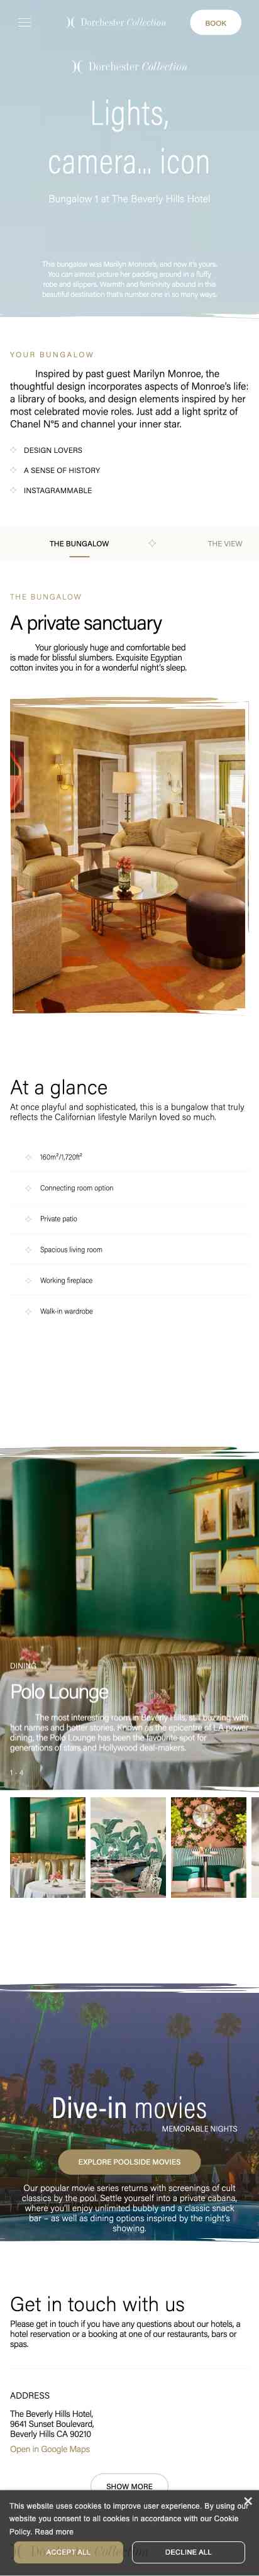 Dorchester Collection
BOOK
Dorchester Collection
Lights,
camera... icon
Bungalow 1 at The Beverly Hills Hotel
This bungalow was Marilyn Monroe's, and now it's yours.
You can almost picture her padding around in a fluffy
robe and slippers. Warmth and femininity abound in this
beautiful destination that's number one in so many ways.
YOUR BUNGALOW
Inspired by past guest Marilyn Monroe, the
thoughtful design incorporates aspects of Monroe's life:
a library of books, and design elements inspired by her
most celebrated movie roles. Just add a light spritz of
Chanel N°5 and channel your inner star.
DESIGN LOVERS
A SENSE OF HISTORY
INSTAGRAMMABLE
THE BUNGALOW
THE VIEW
THE BUNGALOW
A private sanctuary
Your gloriously huge and comfortable bed
is made for blissful slumbers. Exquisite Egyptian
cotton invites you in for a wonderful night's sleep.
At a glance
At once playful and sophisticated, this is a bungalow that truly
reflects the Californian lifestyle Marilyn loved so much.
160m²/1,720ft²
Connecting room option
Private patio
Spacious living room
Working fireplace
Walk-in wardrobe
DINING
Polo Lounge
The most interesting room in Beverly Hills, still buzzing with
hot names and hotter stories. Known as the epicentre of LA power
dining, the Polo Lounge has been the favourite spot for
generations of stars and Hollywood deal-makers.
1 - 4
Dive-in movies
MEMORABLE NIGHTS
EXPLORE POOLSIDE MOVIES
Our popular movie series returns with screenings of cult
classics by the pool. Settle yourself into a private cabana,
where you'll enjoy unlimited bubbly and a classic snack
bar – as well as dining options inspired by the night's
showing.
Get in touch with us
Please get in touch if you have any questions about our hotels, a
hotel reservation or a booking at one of our restaurants, bars or
spas.
ADDRESS
The Beverly Hills Hotel,
9641 Sunset Boulevard,
Beverly Hills CA 90210
Open in Google Maps
SHOW MORE
This website uses cookies to improve user experience. By using our
website you consent to all cookies in accordance with our Cookie
Policy. Read more
ACCEPT ALL
DECLINE ALL